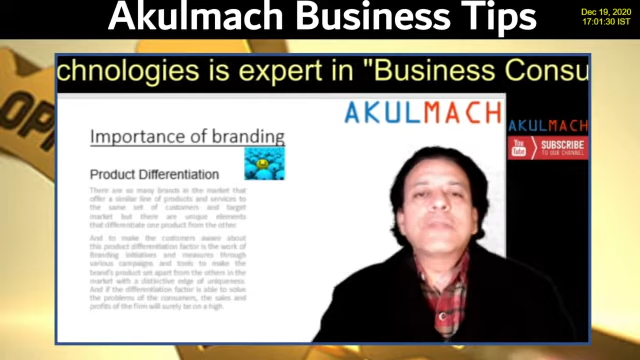 Akulmach Business Tips
Dec 19, 2020
17:01:30 IST
chnologies is expert in "Business Consu
AKULMACH
AKULMACH
You Tube SUBSCRIBE
TO OUR CHANNEL
Importance of branding
Product Differentiation
There are so many brands in the market that
offer a similar line of products and services to
the same set of customers and target
market but there are unique elements
that differentiate one product from the other.
And to make the customers aware about
this product differentiation factor is the work of
Branding initiatives and measures through
various campaigns and tools to make the
brand's product set apart from the others in the
market with a distinctive edge of uniqueness.
And if the differentiation factor is able to solve
the problems of the consumers, the sales and
profits of the firm will surely be on a high.